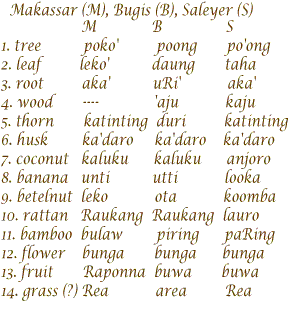 Makassar (M), Bugis (B), Saleyer (S)
M B S
1. tree poko' poong po'ong
2. leaf leko' daung taha
3. root aka' uRi' aka'
4. wood ---- 'aju kaju
5. thorn katinting duri katinting
6. husk ka'daro ka'daro ka'daro
7. coconut kaluku kaluku anjoro
8. banana unti utti looka
9. betelnut leko ota koomba
10. rattan Raukang Raukang lauro
11. bamboo bulaw piring paRing
12. flower bunga bunga bunga
13. fruit Raponna buwa buwa
14. grass (?) Rea area Rea